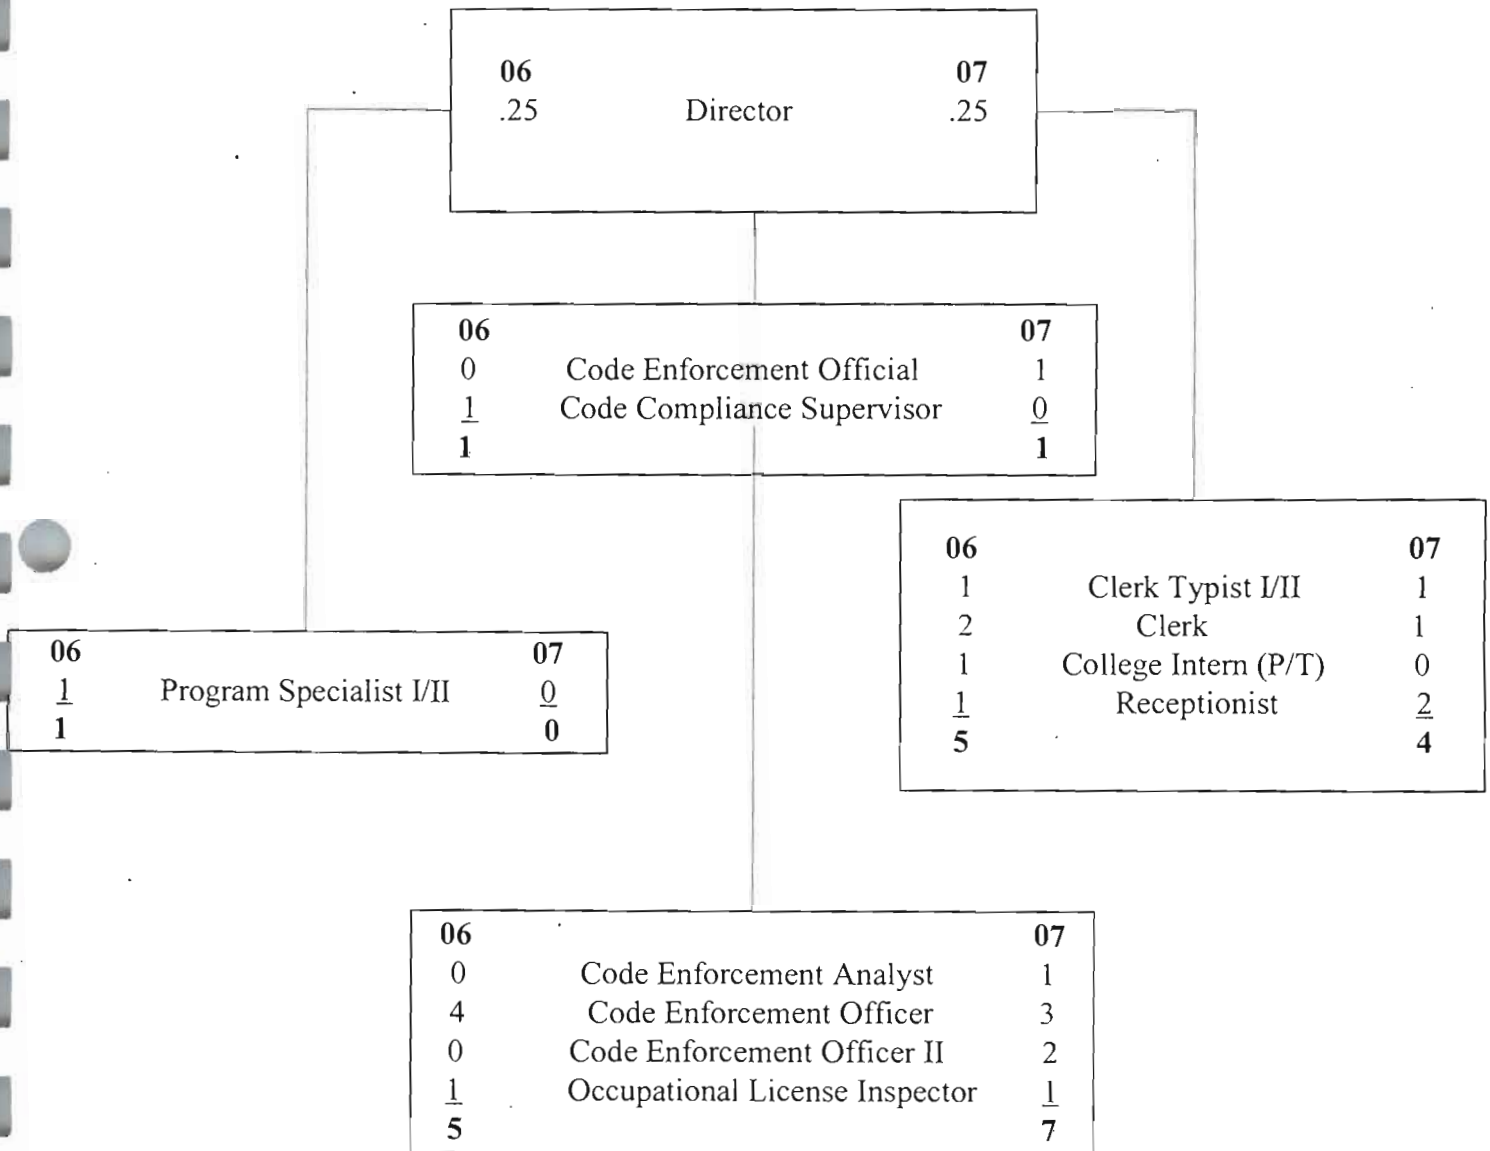 06 07
.25 Director .25
06 07
0 Code Enforcement Official 1
1 Code Compliance Supervisor 0
1 1
06 07
1 Clerk Typist I/II 1
2 Clerk 1
1 College Intern (P/T) 0
1 Receptionist 2
5 4
06 07
1 Program Specialist I/II 0
1 0
06 07
0 Code Enforcement Analyst 1
4 Code Enforcement Officer 3
0 Code Enforcement Officer II 2
1 Occupational License Inspector 1
5 7